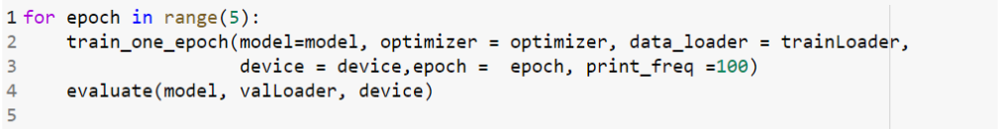 1 for epoch in range(5):
2     train_one_epoch(model=model, optimizer = optimizer, data_loader = trainLoader,
3                     device = device,epoch =  epoch, print_freq =100)
4     evaluate(model, valLoader, device)
5